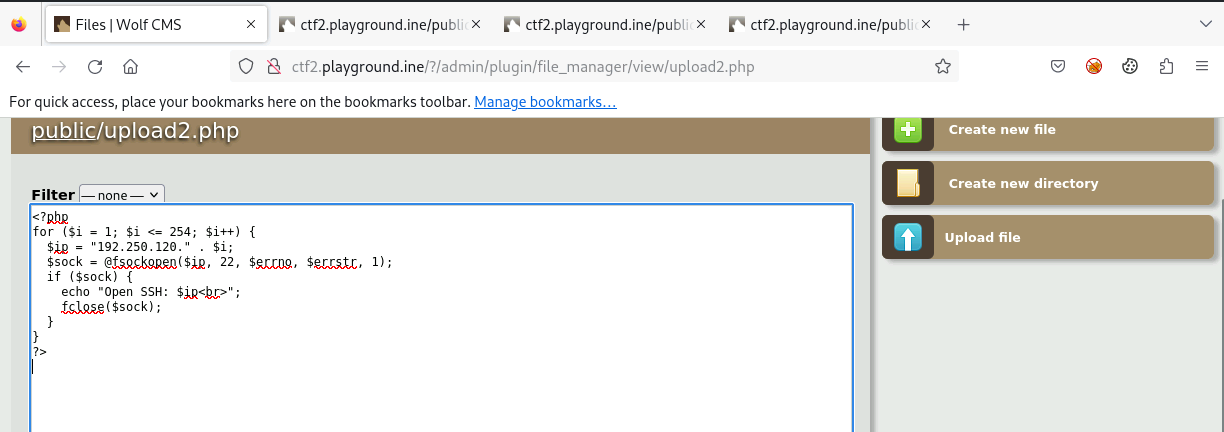 Files | Wolf CMS
ctf2.playground.ine/public
ctf2.playground.ine/public
ctf2.playground.ine/public
ctf2.playground.ine/?/admin/plugin/file_manager/view/upload2.php
For quick access, place your bookmarks here on the bookmarks toolbar. Manage bookmarks...
public/upload2.php
Create new file
Create new directory
Upload file
Filter — none —
<?php
for ($i = 1; $i <= 254; $i++) {
  $ip = "192.250.120." . $i;
  $sock = @fsockopen($ip, 22, $errno, $errstr, 1);
  if ($sock) {
    echo "Open SSH: $ip<br>";
    fclose($sock);
  }
}
?>